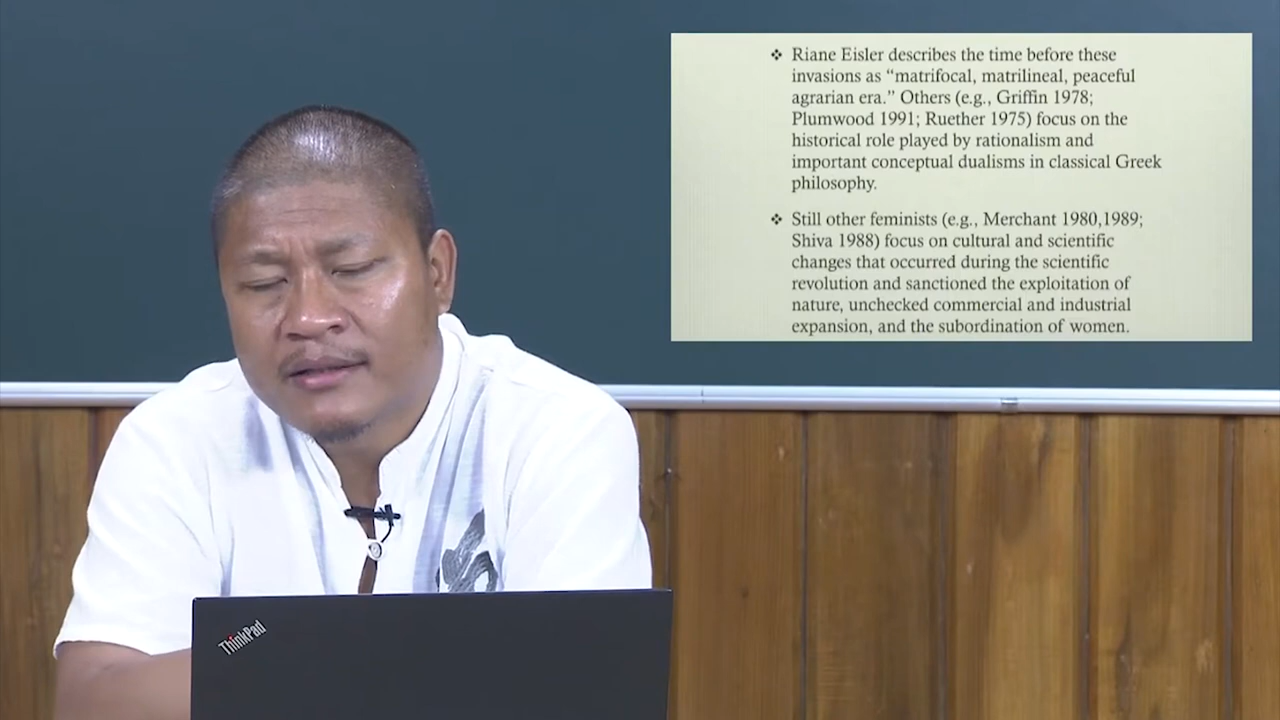 ❖ Riane Eisler describes the time before these
invasions as “matrifocal, matrilineal, peaceful
agrarian era.” Others (e.g., Griffin 1978;
Plumwood 1991; Ruether 1975) focus on the
historical role played by rationalism and
important conceptual dualisms in classical Greek
philosophy.
❖ Still other feminists (e.g., Merchant 1980,1989;
Shiva 1988) focus on cultural and scientific
changes that occurred during the scientific
revolution and sanctioned the exploitation of
nature, unchecked commercial and industrial
expansion, and the subordination of women.
ThinkPad